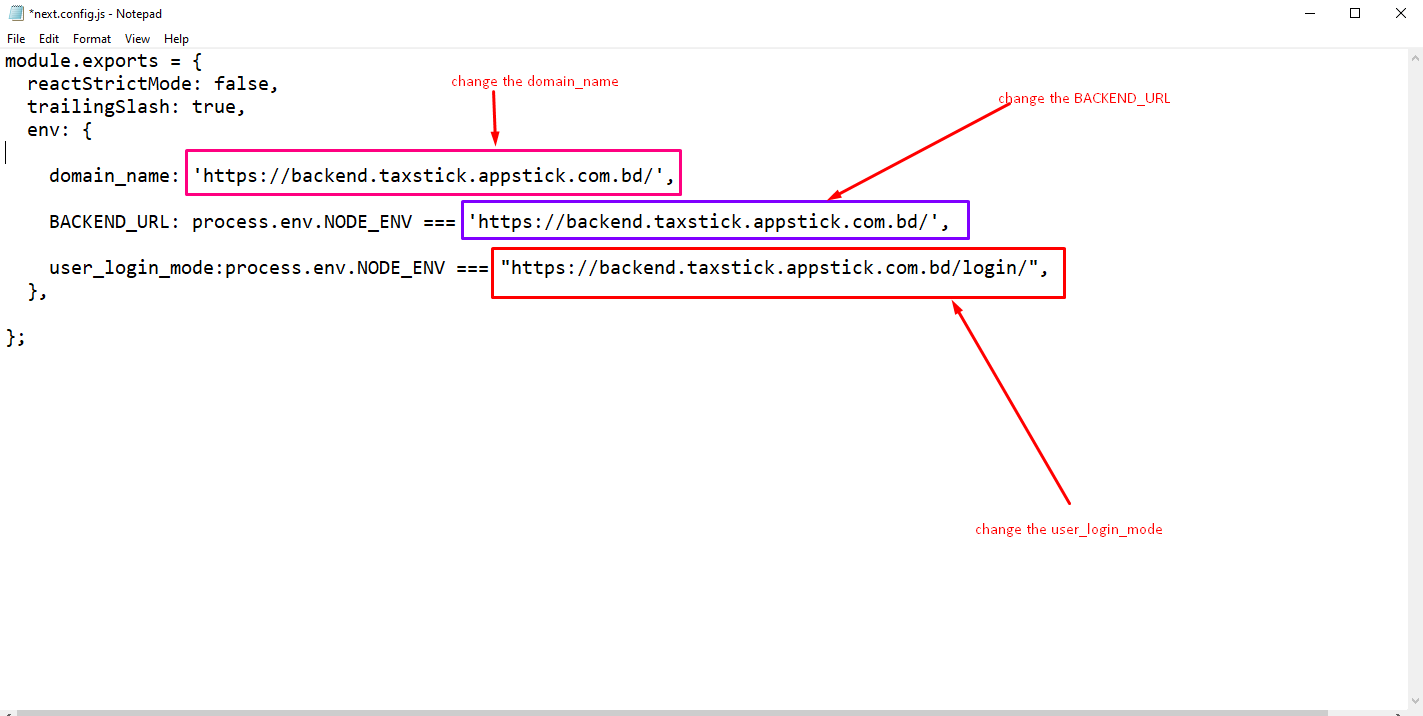 *next.config.js - Notepad
File Edit Format View Help
module.exports = {
  reactStrictMode: false,
change the domain_name
change the BACKEND_URL
  trailingSlash: true,
  env: {
    domain_name: 'https://backend.taxstick.appstick.com.bd/',
    BACKEND_URL: process.env.NODE_ENV === 'https://backend.taxstick.appstick.com.bd/',
    user_login_mode:process.env.NODE_ENV === "https://backend.taxstick.appstick.com.bd/login/",
  },
};
change the user_login_mode